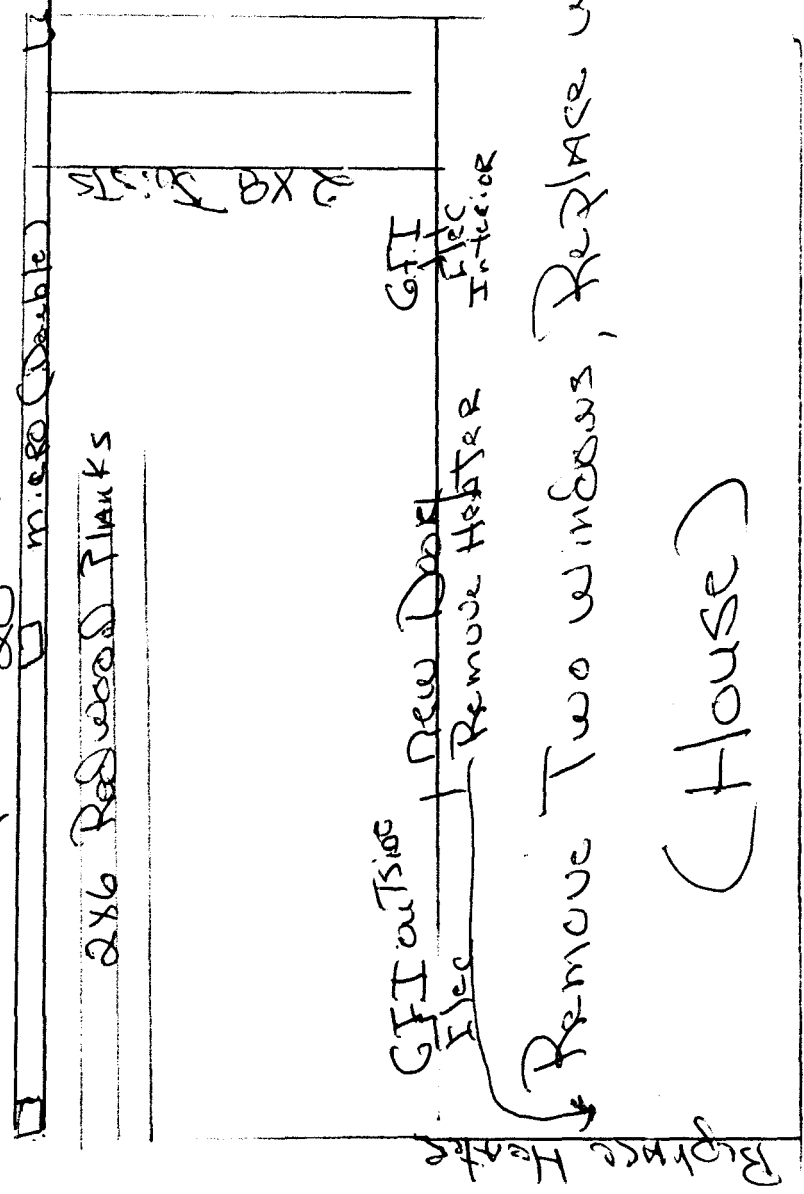 micro (Double)
2x6 Redwood Planks
2x8 Joists
GFI outside
Elec
New Door
Remove Heater
GFI
Elec
Interior
Remove Two windows, Replace
(House)
Replace Heater